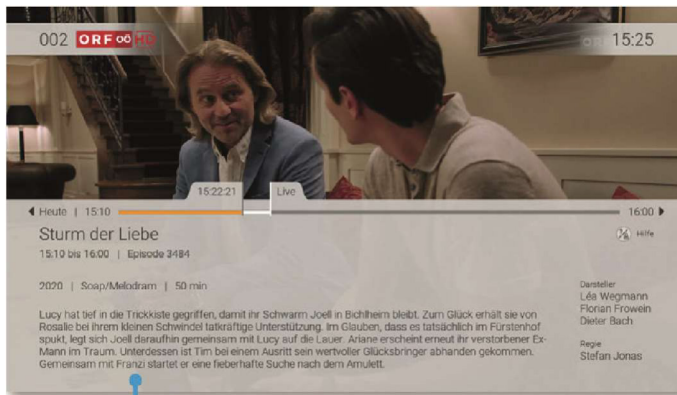 002 ORF OÖ HD
ORF 15:25
15:22:21 Live
Heute | 15:10 16:00
Sturm der Liebe
Hilfe
15:10 bis 16:00 | Episode 3484
2020 | Soap/Melodram | 50 min
Lucy hat tief in die Trickkiste gegriffen, damit ihr Schwarm Joell in Bichlheim bleibt. Zum Glück erhält sie von
Rosalie bei ihrem kleinen Schwindel tatkräftige Unterstützung. Im Glauben, dass es tatsächlich im Fürstenhof
spukt, legt sich Joell daraufhin gemeinsam mit Lucy auf die Lauer. Ariane erscheint erneut ihr verstorbener Ex-
Mann im Traum. Unterdessen ist Tim bei einem Ausritt sein wertvoller Glücksbringer abhanden gekommen.
Gemeinsam mit Franzi startet er eine fieberhafte Suche nach dem Amulett.
Darsteller
Léa Wegmann
Florian Frowein
Dieter Bach
Regie
Stefan Jonas